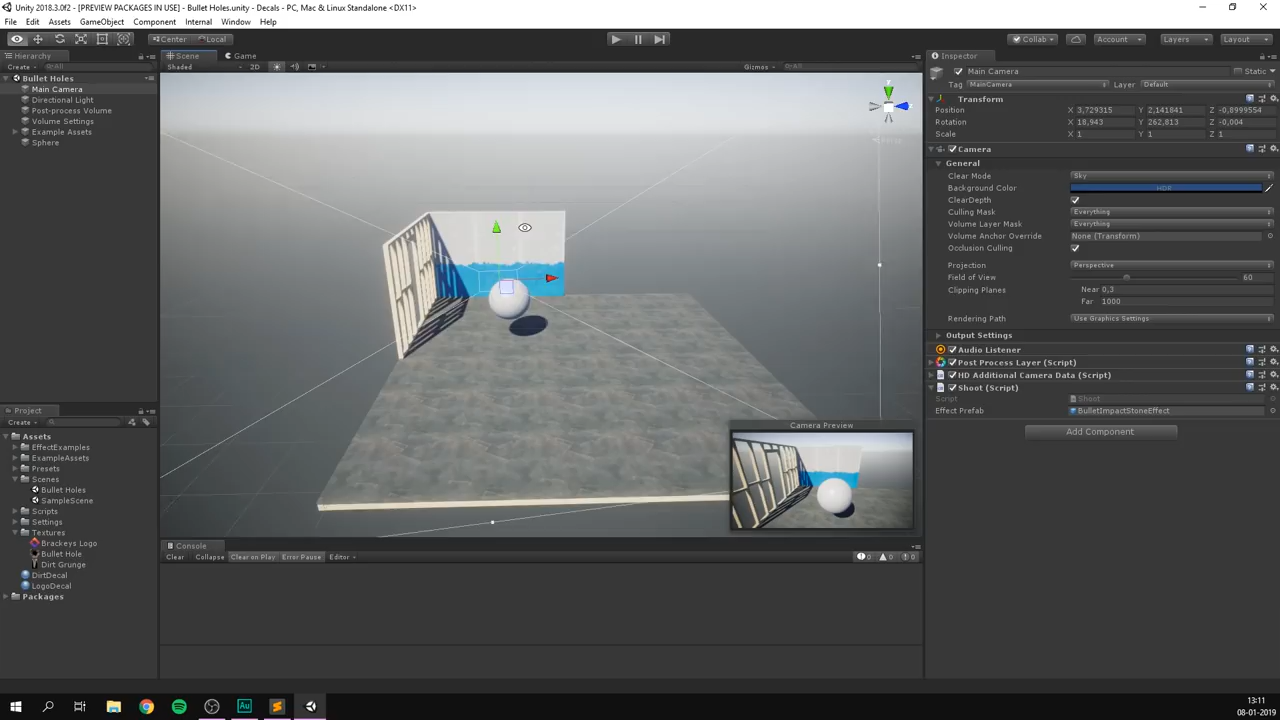 Unity 2018.3.0f2 - [PREVIEW PACKAGES IN USE] - Bullet Holes.unity - Decals - PC, Mac & Linux Standalone <DX11>
File Edit Assets GameObject Component Internal Window Help
Center Local Collab Account Layers Layout
Hierarchy
Create All
Bullet Holes
Main Camera
Directional Light
Post-process Volume
Volume Settings
Example Assets
Sphere
Scene Game
Shaded 2D Gizmos All
Persp
Camera Preview
Inspector
Main Camera Static
Tag MainCamera Layer Default
Transform
Position X 3,729315 Y 2,141841 Z -0,8999554
Rotation X 18,943 Y 262,813 Z -0,004
Scale X 1 Y 1 Z 1
Camera
General
Clear Mode Sky
Background Color HDR
ClearDepth
Culling Mask Everything
Volume Layer Mask Everything
Volume Anchor Override None (Transform)
Occlusion Culling
Projection Perspective
Field of View 60
Clipping Planes Near 0,3
Far 1000
Rendering Path Use Graphics Settings
Output Settings
Audio Listener
Post Process Layer (Script)
HD Additional Camera Data (Script)
Shoot (Script)
Script Shoot
Effect Prefab BulletImpactStoneEffect
Add Component
Project
Create
Assets
EffectExamples
ExampleAssets
Presets
Scenes
Bullet Holes
SampleScene
Scripts
Settings
Textures
Brackeys Logo
Bullet Hole
Dirt Grunge
DirtDecal
LogoDecal
Packages
Console
Clear Collapse Clear on Play Error Pause Editor 0 0 0
Au
13:11
08-01-2019